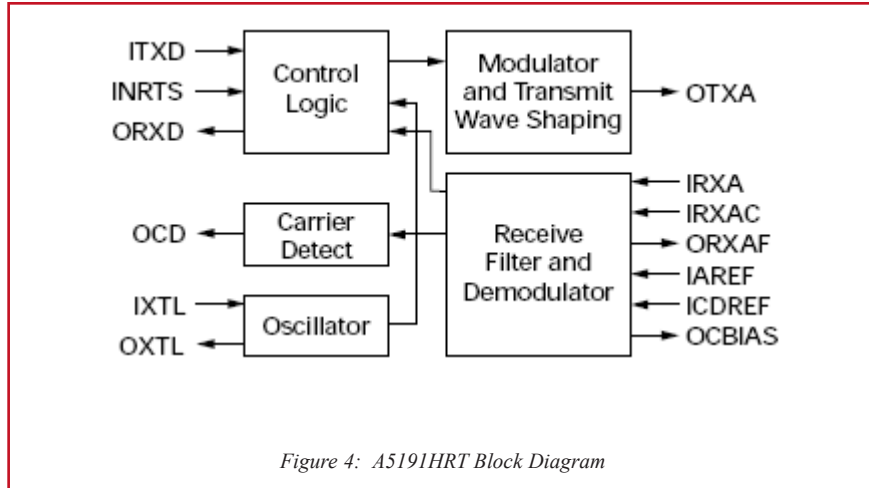 ITXD
INRTS
ORXD
Control
Logic
Modulator
and Transmit
Wave Shaping
OTXA
OCD
Carrier
Detect
IXTL
OXTL
Oscillator
Receive
Filter and
Demodulator
IRXA
IRXAC
ORXAF
IAREF
ICDREF
OCBIAS
Figure 4: A5191HRT Block Diagram